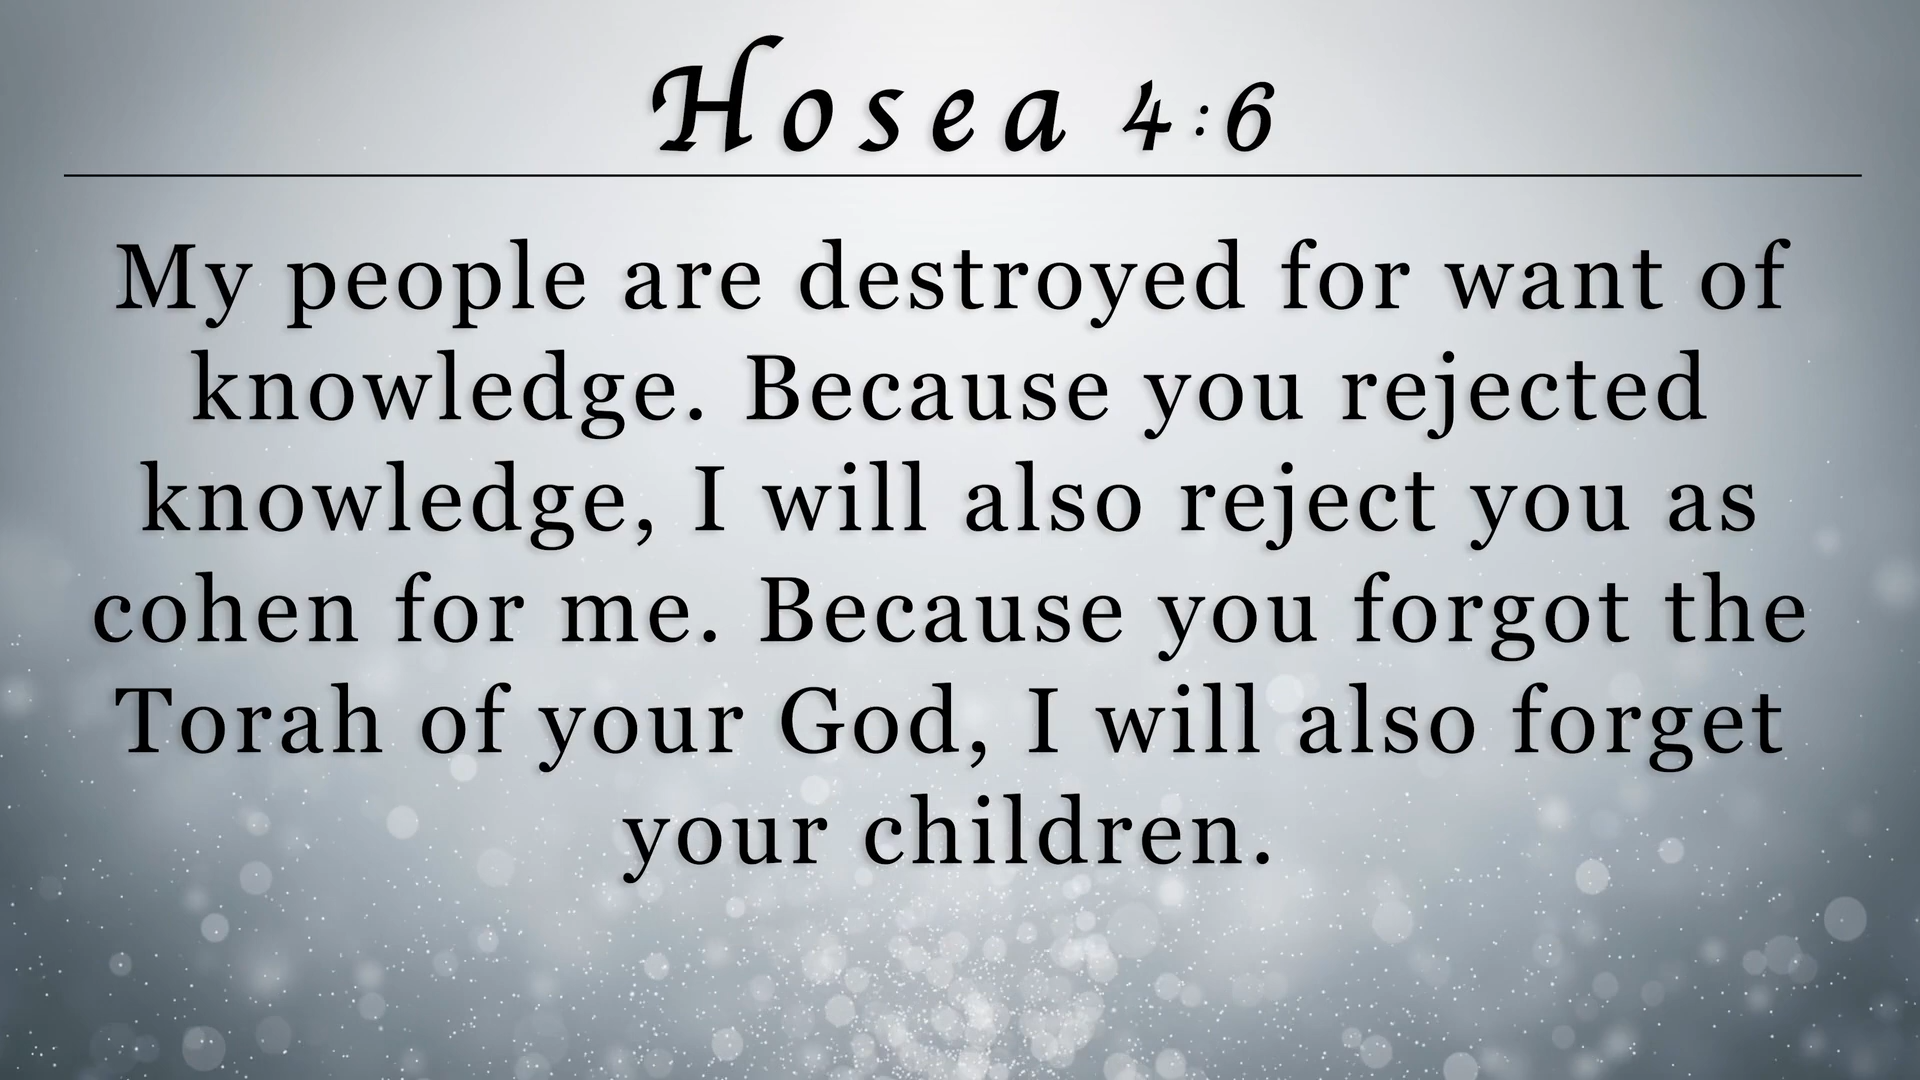 Hosea 4:6
My people are destroyed for want of
knowledge. Because you rejected
knowledge, I will also reject you as
cohen for me. Because you forgot the
Torah of your God, I will also forget
your children.